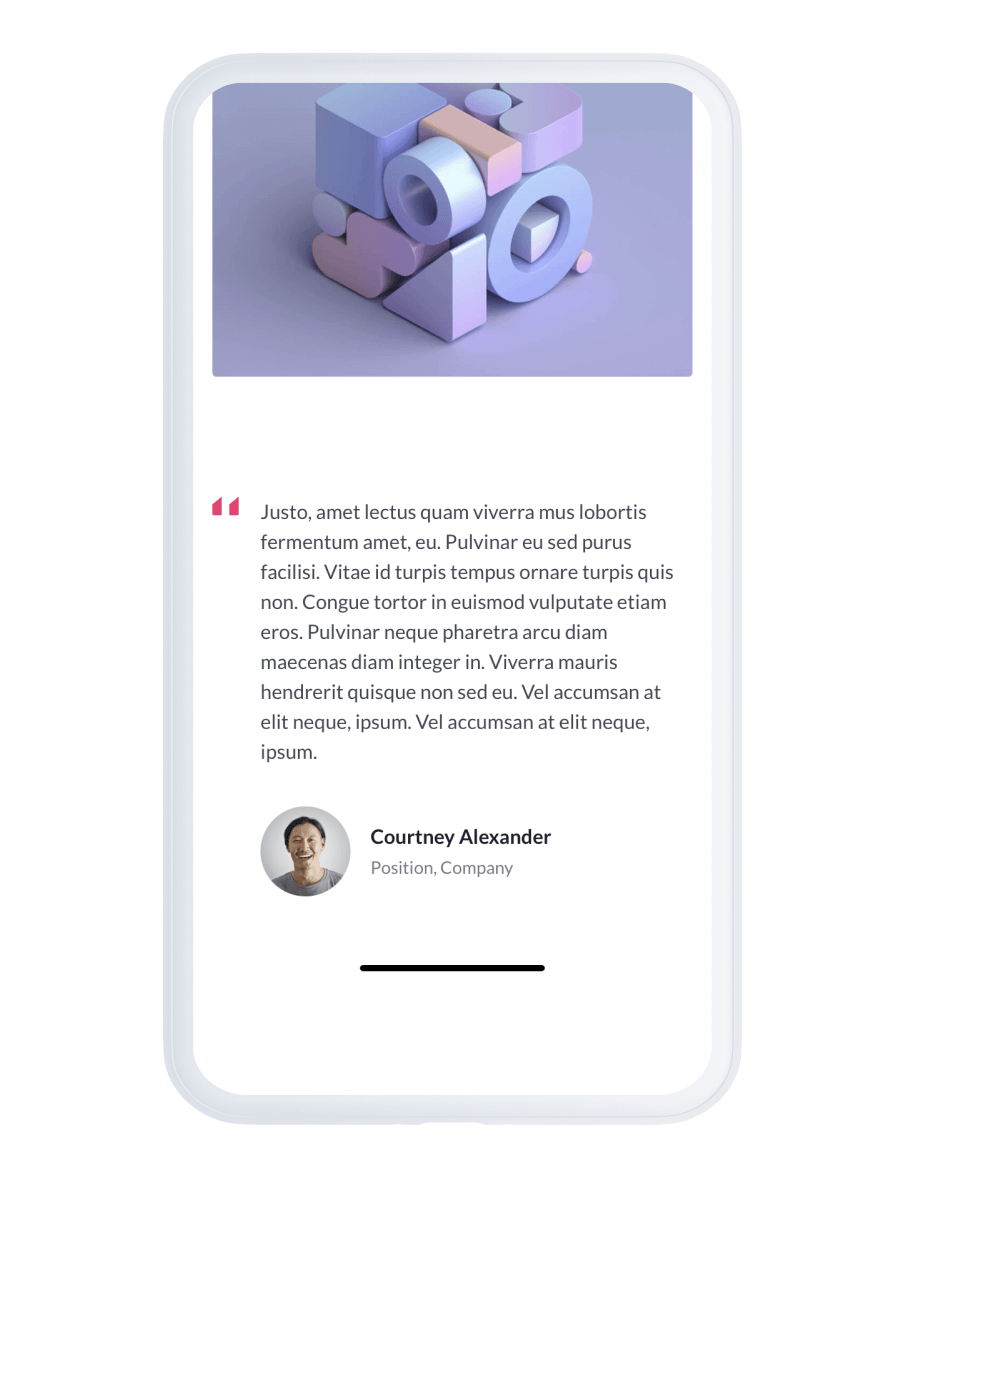 Justo, amet lectus quam viverra mus lobortis
fermentum amet, eu. Pulvinar eu sed purus
facilisi. Vitae id turpis tempus ornare turpis quis
non. Congue tortor in euismod vulputate etiam
eros. Pulvinar neque pharetra arcu diam
maecenas diam integer in. Viverra mauris
hendrerit quisque non sed eu. Vel accumsan at
elit neque, ipsum. Vel accumsan at elit neque,
ipsum.
Courtney Alexander
Position, Company